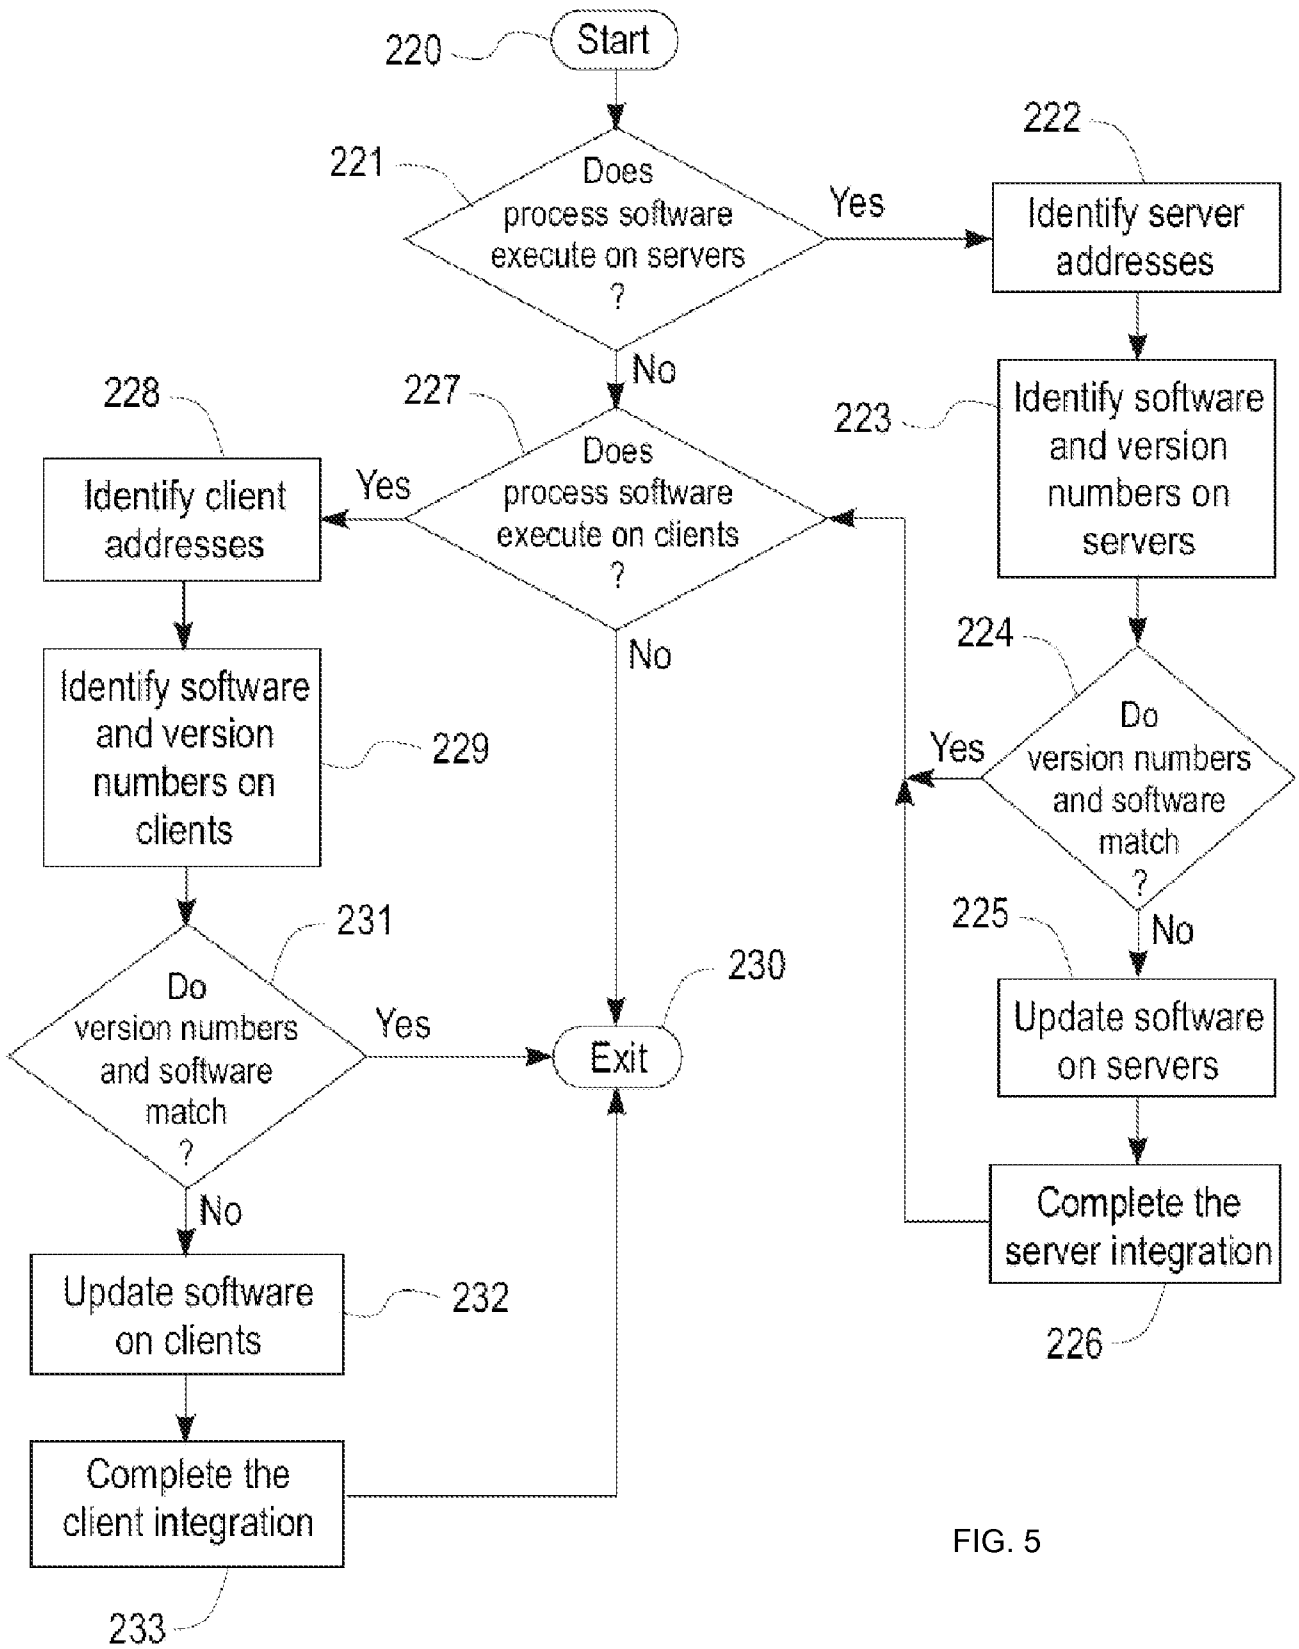 220
Start
221
Does
process software
execute on servers
?
Yes
No
222
Identify server
addresses
223
Identify software
and version
numbers on
servers
224
Do
version numbers
and software
match
?
Yes
No
225
Update software
on servers
Complete the
server integration
226
227
Does
process software
execute on clients
?
Yes
No
228
Identify client
addresses
Identify software
and version
numbers on
clients
229
231
Do
version numbers
and software
match
?
Yes
No
230
Exit
Update software
on clients
232
Complete the
client integration
233
FIG. 5